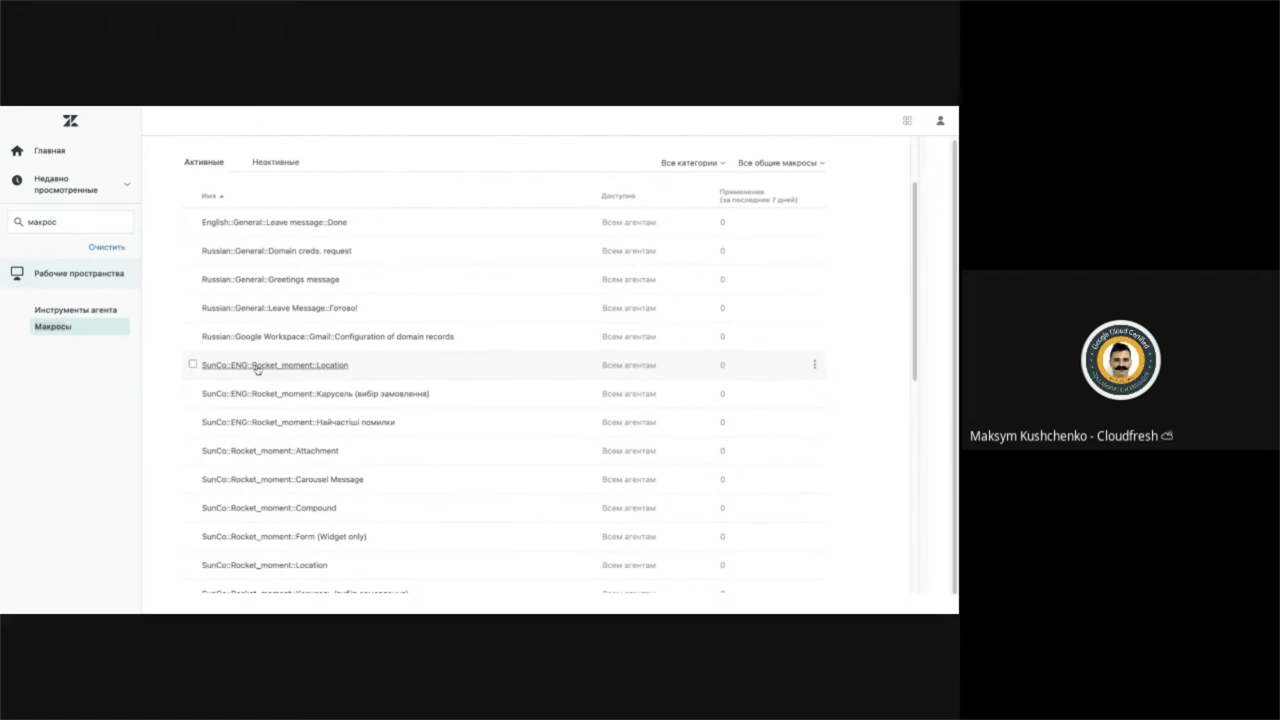 Главная
Недавно
просмотренные
макрос
Очистить
Рабочие пространства
Инструменты агента
Макросы
Активные
Неактивные
Все категории
Все общие макросы
Имя
Доступно
Применение
(за последние 7 дней)
English::General::Leave message::Done
Всем агентам
0
Russian::General::Domain creds. request
Всем агентам
0
Russian::General::Greetings message
Всем агентам
0
Russian::General::Leave Message::Готово!
Всем агентам
0
Russian::Google Workspace::Gmail::Configuration of domain records
Всем агентам
0
SunCo::ENG::Rocket_moment::Location
Всем агентам
0
SunCo::ENG::Rocket_moment::Карусель (вибір замовлення)
Всем агентам
0
SunCo::ENG::Rocket_moment::Найчастіші помилки
Всем агентам
0
SunCo::Rocket_moment::Attachment
Всем агентам
0
SunCo::Rocket_moment::Carousel Message
Всем агентам
0
SunCo::Rocket_moment::Compound
Всем агентам
0
SunCo::Rocket_moment::Form (Widget only)
Всем агентам
0
SunCo::Rocket_moment::Location
Всем агентам
0
Google Cloud Certified
Maksym Kushchenko - Cloudfresh